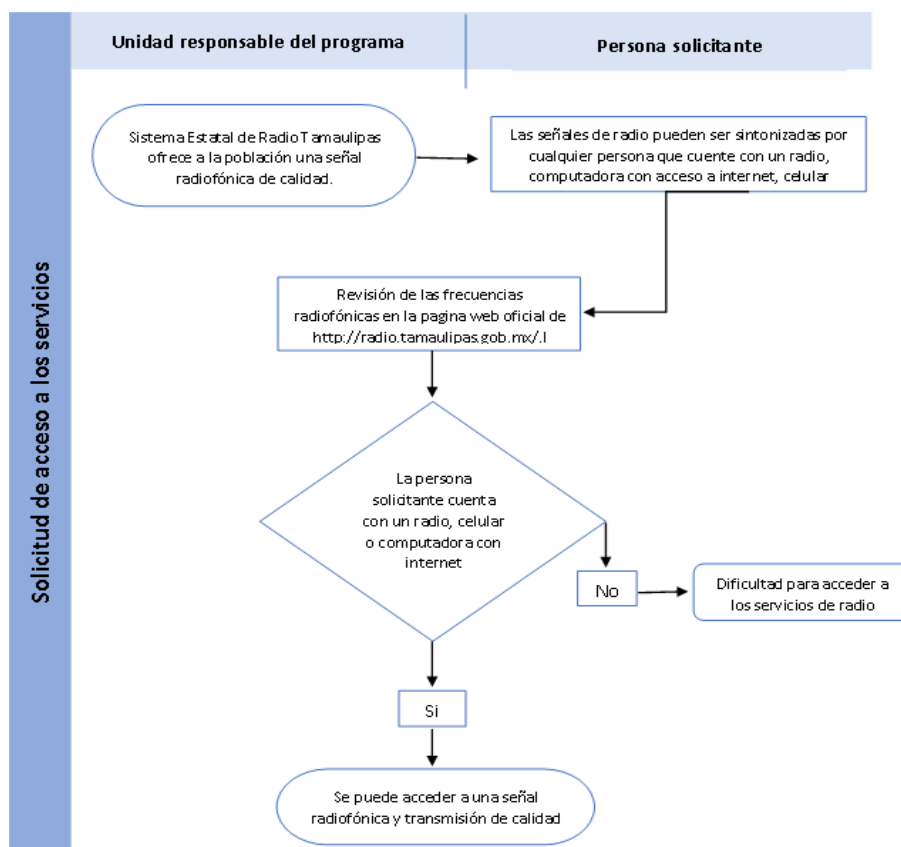 Unidad responsable del programa
Persona solicitante
Solicitud de acceso a los servicios
Sistema Estatal de Radio Tamaulipas
ofrece a la población una señal
radiofónica de calidad.
Las señales de radio pueden ser sintonizadas por
cualquier persona que cuente con un radio,
computadora con acceso a internet, celular
Revisión de las frecuencias
radiofónicas en la pagina web oficial de
http://radio.tamaulipas.gob.mx/.l
La persona
solicitante cuenta
con un radio, celular
o computadora con
internet
No
Dificultad para acceder a
los servicios de radio
Si
Se puede acceder a una señal
radiofónica y transmisión de calidad